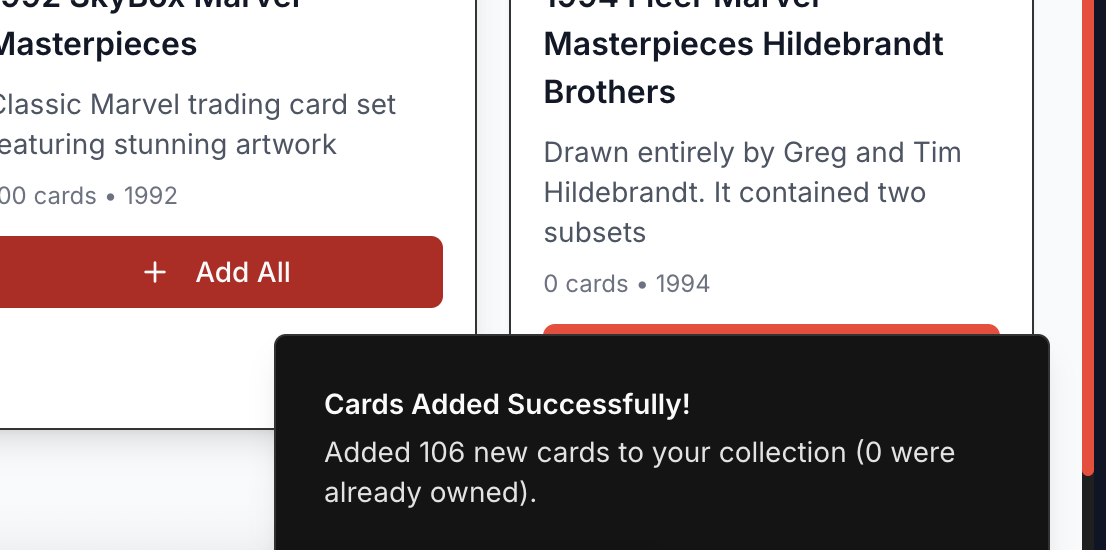 992 SkyBox Marvel
Masterpieces
Classic Marvel trading card set
featuring stunning artwork
00 cards • 1992
Add All
1994 Fleer Marvel
Masterpieces Hildebrandt
Brothers
Drawn entirely by Greg and Tim
Hildebrandt. It contained two
subsets
0 cards • 1994
Cards Added Successfully!
Added 106 new cards to your collection (0 were
already owned).